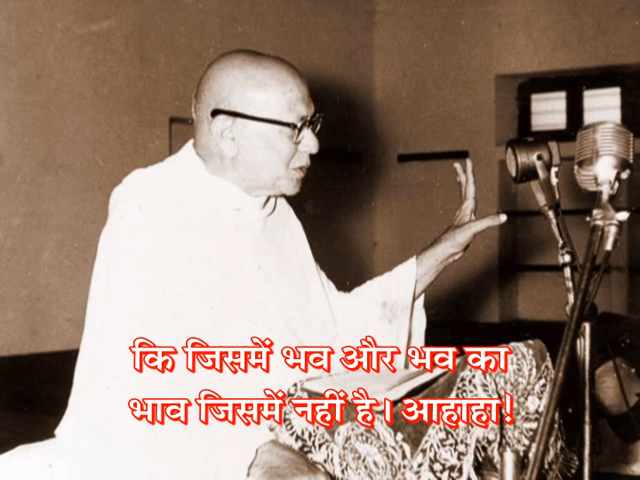 कि जिसमें भव और भव का
भाव जिसमें नहीं है। आहाहा!